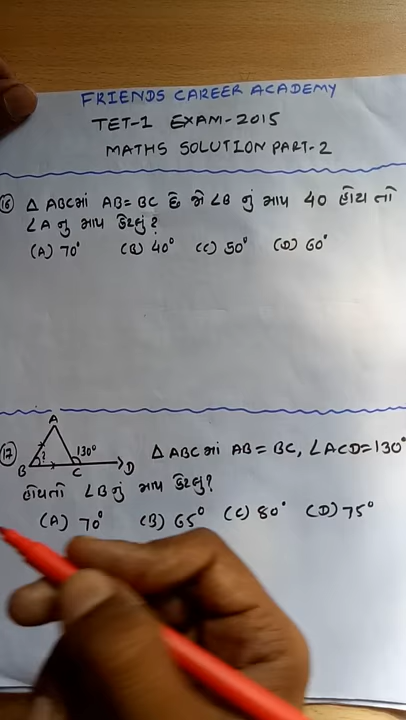 FRIENDS CAREER ACADEMY
TET-1 EXAM-2015
MATHS SOLUTION PART-2
16 Δ ABCમાં AB=BC છે જો ∠B નું માપ 40 હોય તો
∠A નું માપ કેટલું?
(A) 70° (B) 40° (C) 50° (D) 60°
A
130°
B ? C D
17 Δ ABC માં AB=BC, ∠ACD=130°
હોયતો ∠B નું માપ કેટલું?
(A) 70° (B) 65° (C) 80° (D) 75°